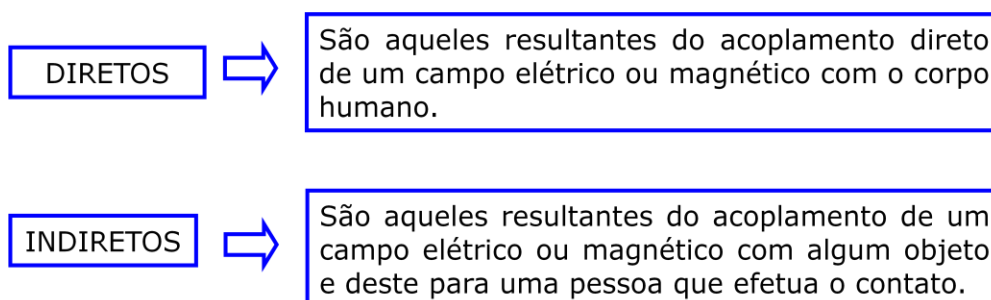 DIRETOS
São aqueles resultantes do acoplamento direto
de um campo elétrico ou magnético com o corpo
humano.
INDIRETOS
São aqueles resultantes do acoplamento de um
campo elétrico ou magnético com algum objeto
e deste para uma pessoa que efetua o contato.